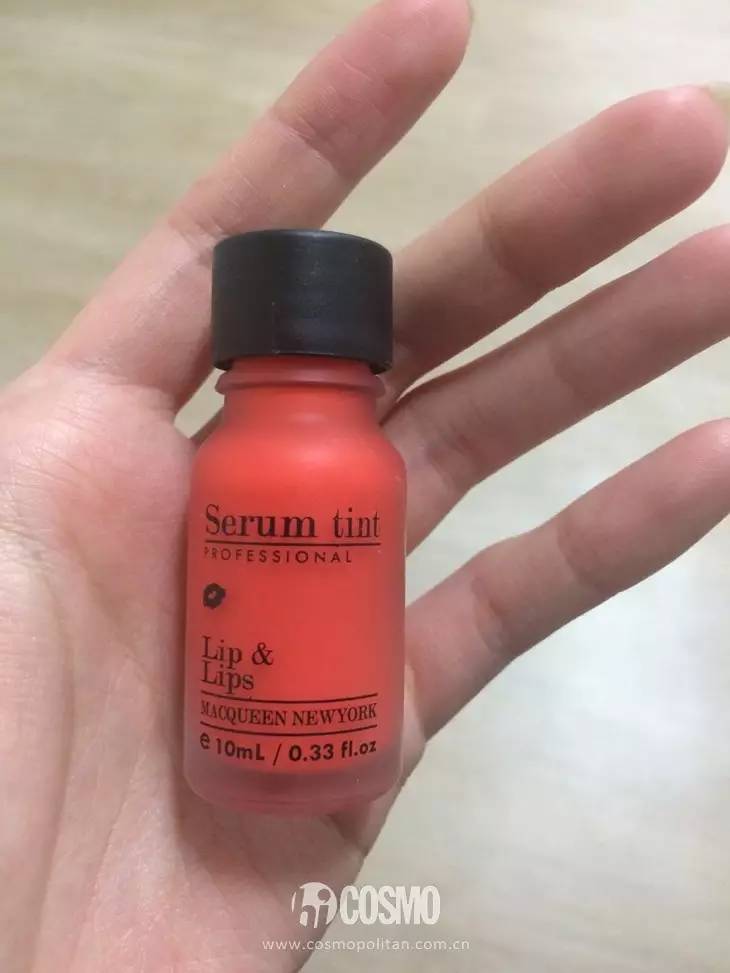 Serum tint
PROFESSIONAL
Lip &
Lips
MACQUEEN NEWYORK
e 10mL / 0.33 fl.oz
COSMO
www.cosmopolitan.com.cn